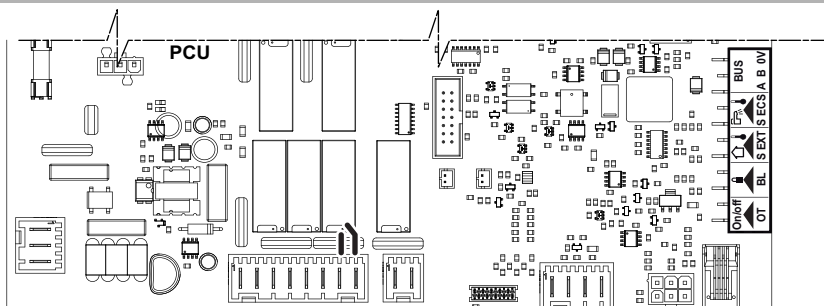 PCU
BUS
A B 0V
S ECS
S EXT
BL
On/off
OT